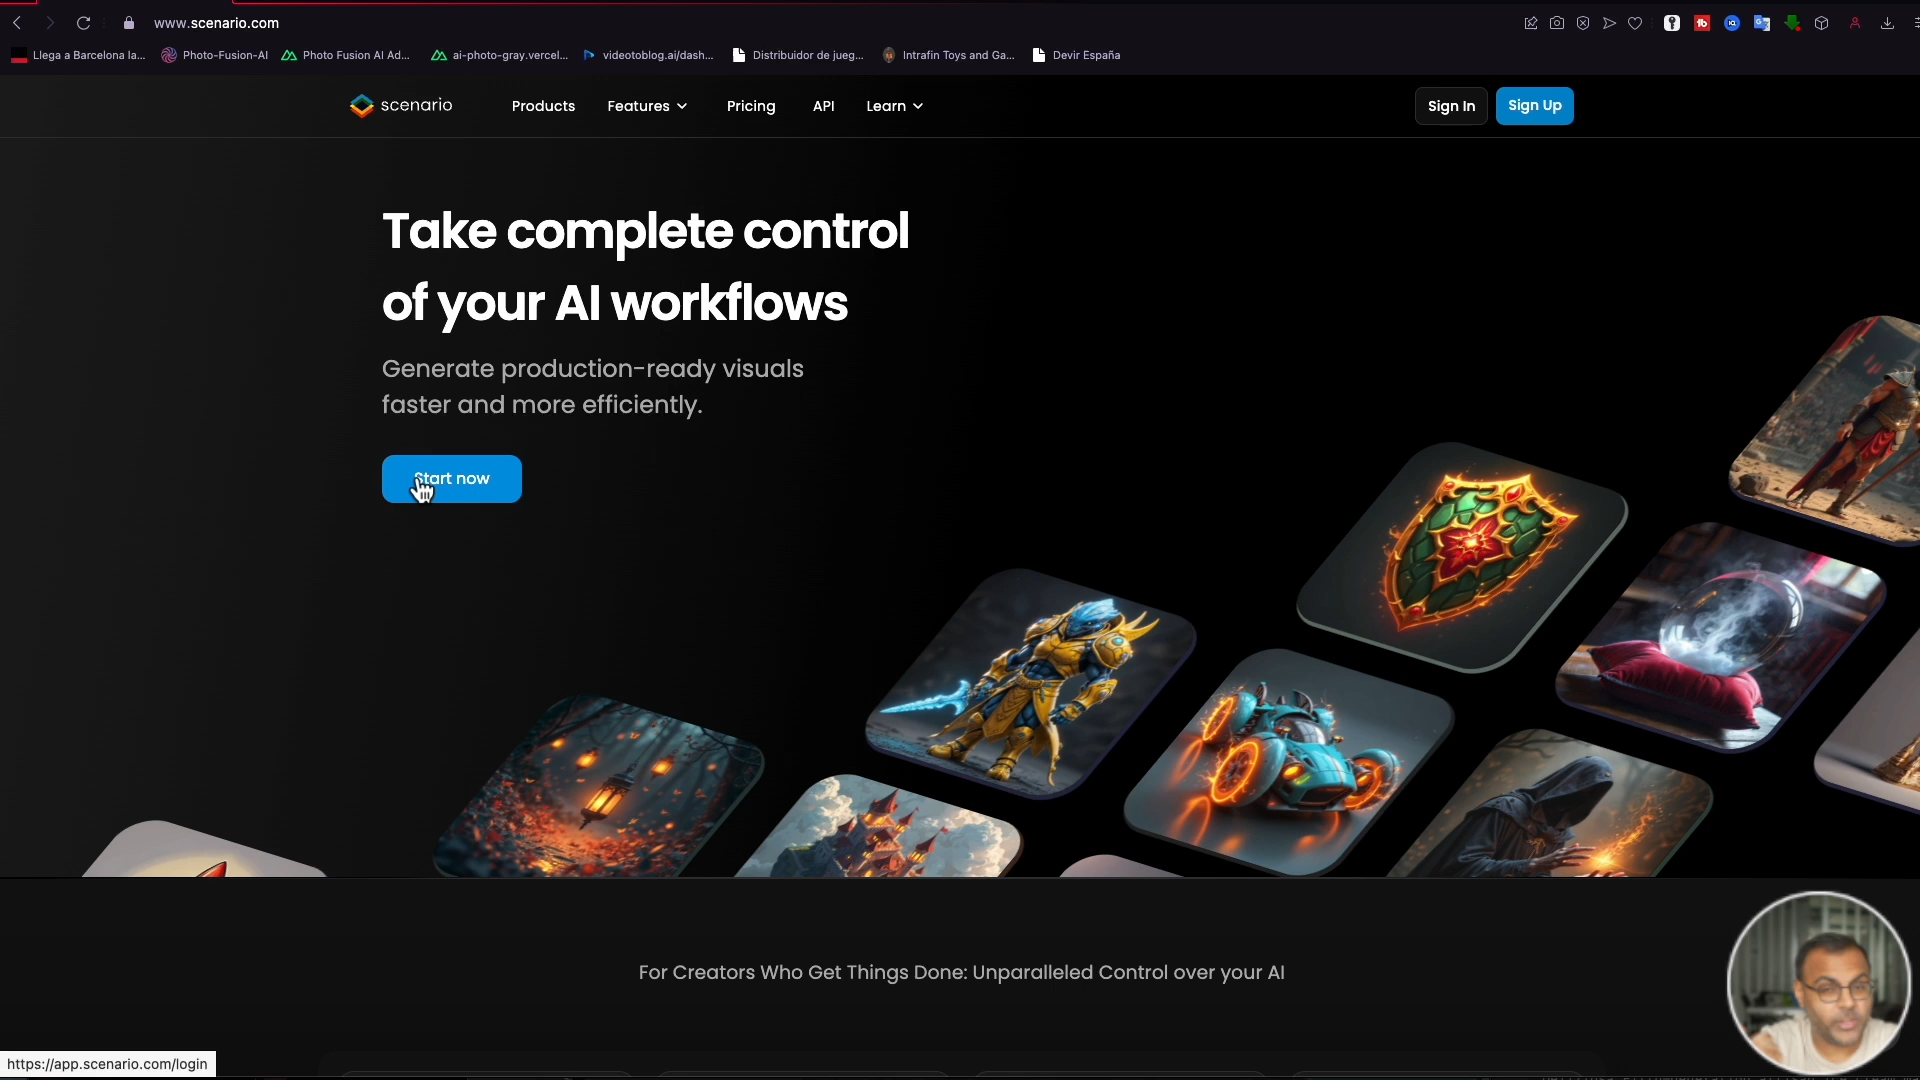 www.scenario.com
Llega a Barcelona la...
Photo-Fusion-AI
Photo Fusion AI Ad...
ai-photo-gray.vercel...
videotoblog.ai/dash...
Distribuidor de jueg...
Intrafin Toys and Ga...
Devir España
scenario
Products
Features
Pricing
API
Learn
Sign In
Sign Up
Take complete control
of your AI workflows
Generate production-ready visuals
faster and more efficiently.
Start now
For Creators Who Get Things Done: Unparalleled Control over your AI
https://app.scenario.com/login